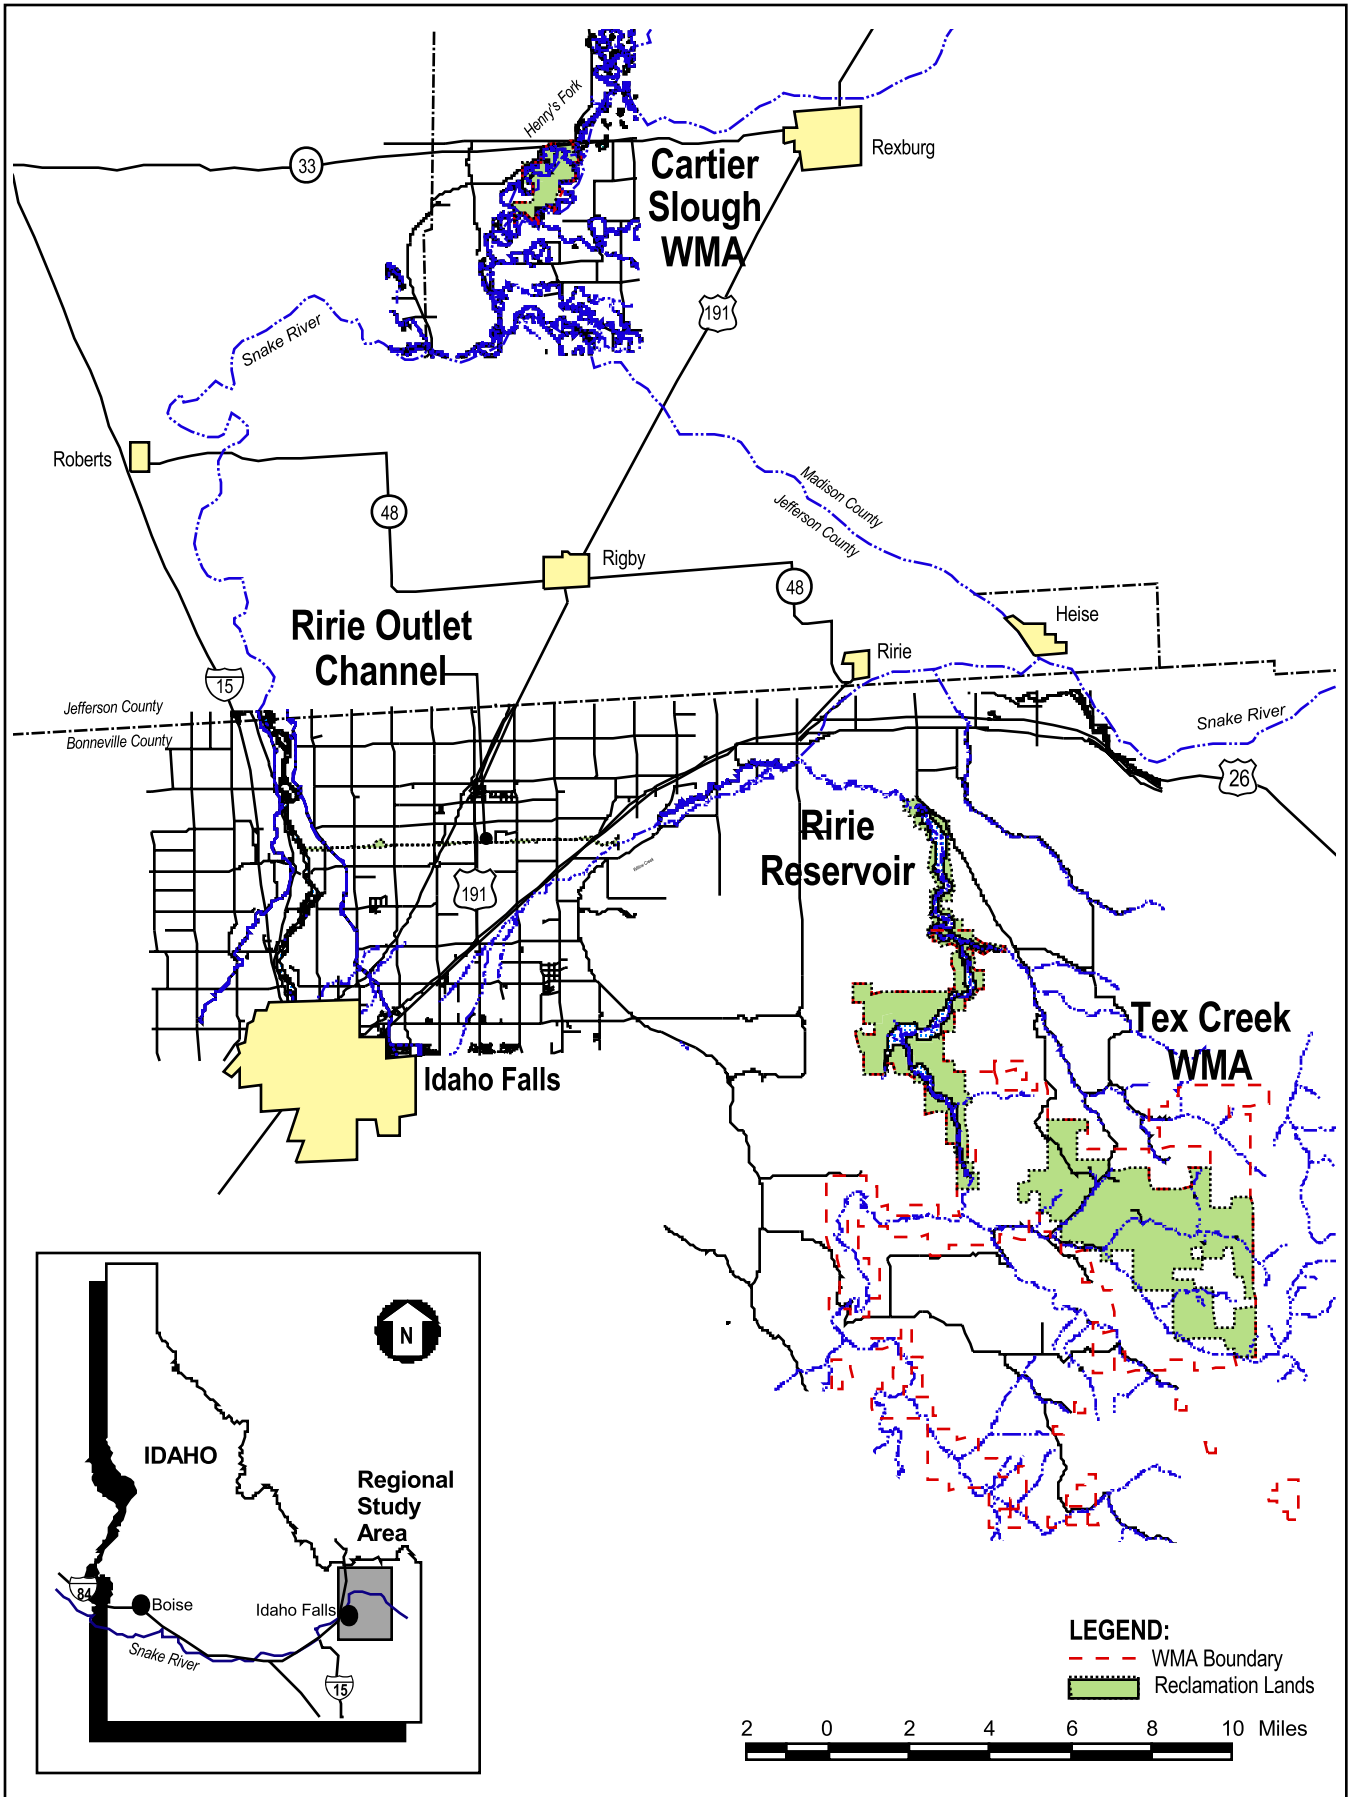 Henry's Fork
Rexburg
33
Cartier
Slough
WMA
191
Snake River
Roberts
48
Madison County
Jefferson County
Rigby
48
Heise
Ririe Outlet
Channel
Ririe
15
Jefferson County
Bonneville County
Snake River
26
Ririe
Reservoir
Willow Creek
191
Tex Creek
WMA
Idaho Falls
N
IDAHO
Regional
Study
Area
84
Boise
Idaho Falls
Snake River
15
LEGEND:
WMA Boundary
Reclamation Lands
2 0 2 4 6 8 10 Miles